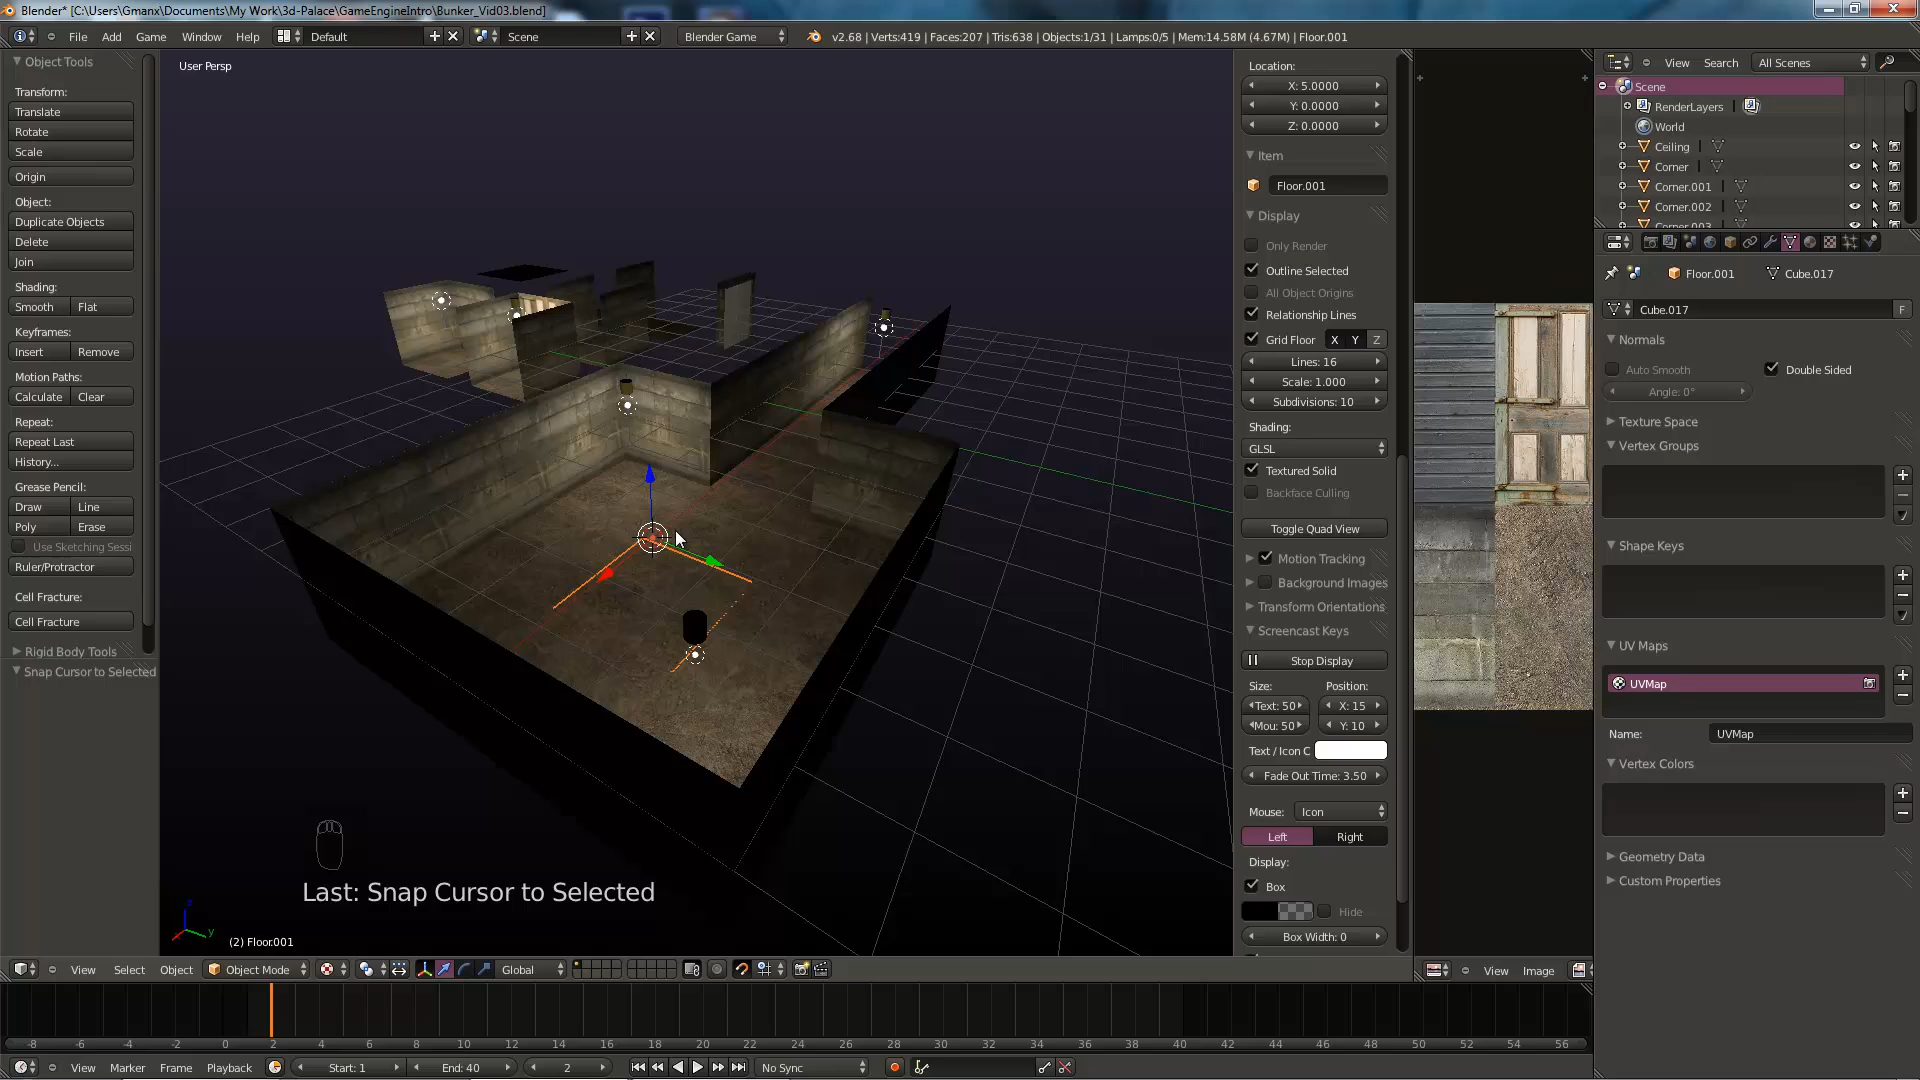 Blender* [C:\Users\Gmanx\Documents\My Work\3d-Palace\GameEngineIntro\Bunker_Vid03.blend]
File Add Game Window Help Default Scene Blender Game v2.68 | Verts:419 | Faces:207 | Tris:638 | Objects:1/31 | Lamps:0/5 | Mem:14.58M (4.67M) | Floor.001
Object Tools
Transform:
Translate
Rotate
Scale
Origin
Object:
Duplicate Objects
Delete
Join
Shading:
Smooth Flat
Keyframes:
Insert Remove
Motion Paths:
Calculate Clear
Repeat:
Repeat Last
History...
Grease Pencil:
Draw Line
Poly Erase
Use Sketching Sessi
Ruler/Protractor
Cell Fracture:
Cell Fracture
Rigid Body Tools
Snap Cursor to Selected
User Persp
Last: Snap Cursor to Selected
(2) Floor.001
Location:
X: 5.0000
Y: 0.0000
Z: 0.0000
Item
Floor.001
Display
Only Render
Outline Selected
All Object Origins
Relationship Lines
Grid Floor X Y Z
Lines: 16
Scale: 1.000
Subdivisions: 10
Shading:
GLSL
Textured Solid
Backface Culling
Toggle Quad View
Motion Tracking
Background Images
Transform Orientations
Screencast Keys
Stop Display
Size: Position:
Text: 50 X: 15
Mou: 50 Y: 10
Text / Icon C
Fade Out Time: 3.50
Mouse: Icon
Left Right
Display:
Box
Hide
Box Width: 0
View Search All Scenes
Scene
RenderLayers
World
Ceiling
Corner
Corner.001
Corner.002
Corner.003
Floor.001 Cube.017
Cube.017 F
Normals
Auto Smooth Double Sided
Angle: 0°
Texture Space
Vertex Groups
Shape Keys
UV Maps
UVMap
Name: UVMap
Vertex Colors
Geometry Data
Custom Properties
View Select Object Object Mode Global
View Image
-8 -6 -4 -2 0 2 4 6 8 10 12 14 16 18 20 22 24 26 28 30 32 34 36 38 40 42 44 46 48 50 52 54 56
View Marker Frame Playback Start: 1 End: 40 2 No Sync